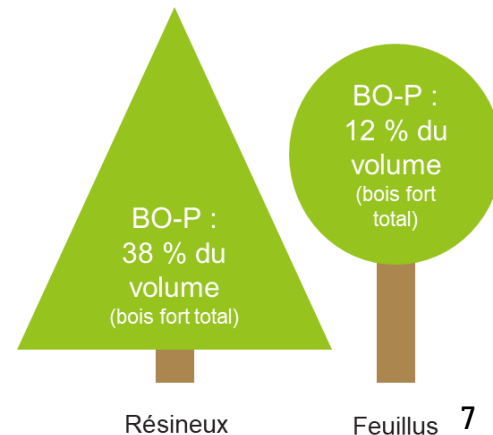 BO-P :
38 % du
volume
(bois fort total)
BO-P :
12 % du
volume
(bois fort
total)
Résineux
Feuillus
7